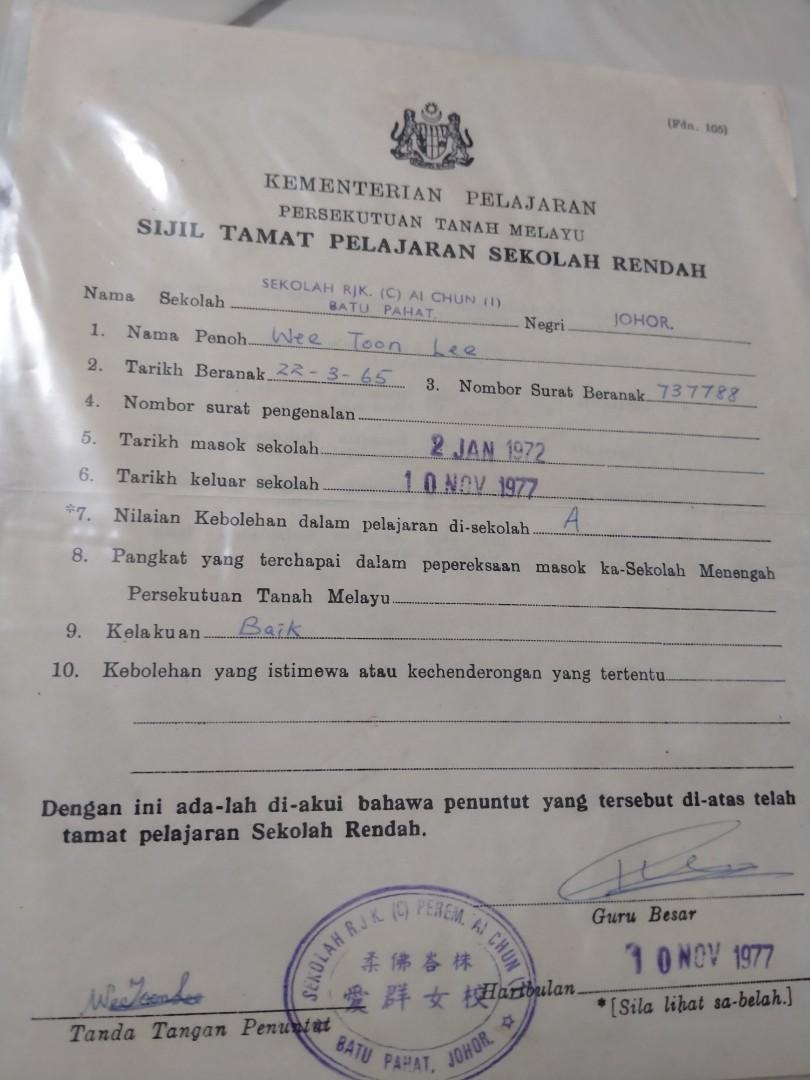 (Pdn. 105)
KEMENTERIAN PELAJARAN
PERSEKUTUAN TANAH MELAYU
SIJIL TAMAT PELAJARAN SEKOLAH RENDAH
Nama Sekolah SEKOLAH RJK. (C) AI CHUN (1) BATU PAHAT. Negri JOHOR.
1. Nama Penoh Wee Toon Lee
2. Tarikh Beranak 22-3-65 3. Nombor Surat Beranak 737788
4. Nombor surat pengenalan
5. Tarikh masok sekolah 2 JAN 1972
6. Tarikh keluar sekolah 10 NOV 1977
*7. Nilaian Kebolehan dalam pelajaran di-sekolah A
8. Pangkat yang terchapai dalam pepereksaan masok ka-Sekolah Menengah
Persekutuan Tanah Melayu
9. Kelakuan Baik
10. Kebolehan yang istimewa atau kechenderongan yang tertentu
Dengan ini ada-lah di-akui bahawa penuntut yang tersebut di-atas telah
tamat pelajaran Sekolah Rendah.
Guru Besar
10 NOV 1977
Haribulan
*[Sila lihat sa-belah.]
Wee Toon Lee
Tanda Tangan Penuntut
SEKOLAH R.J.K. (C) PEREM. AI CHUN
柔佛峇株
愛群女校
BATU PAHAT, JOHOR.